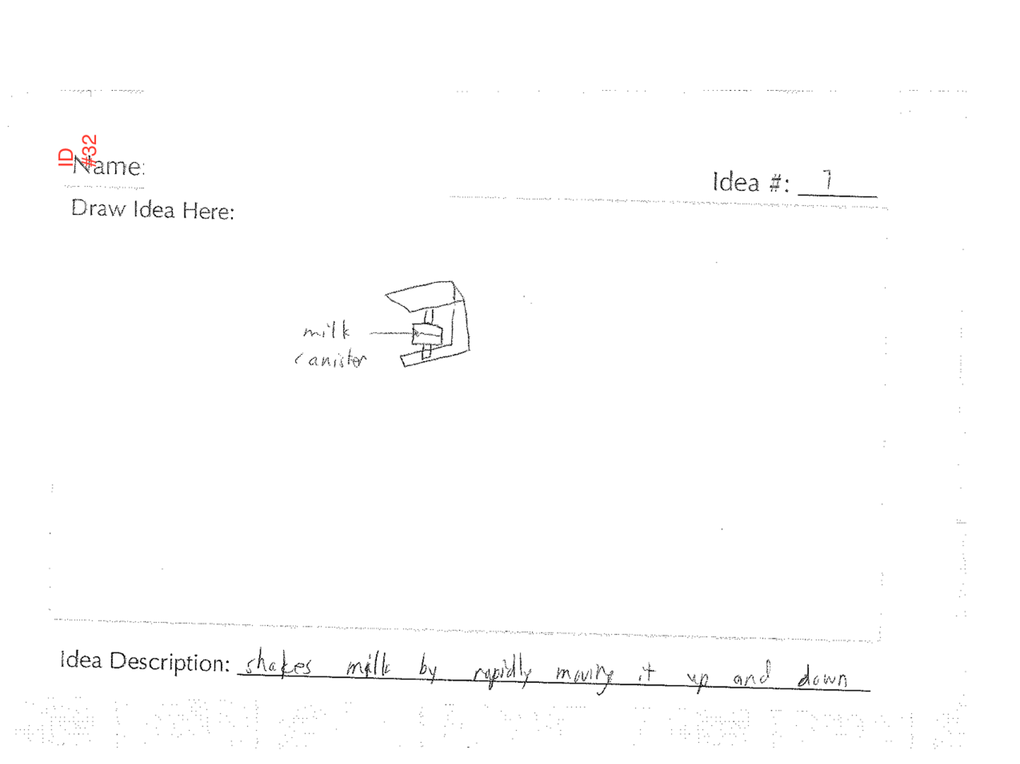 ID
#32
Name:
Idea #: 7
Draw Idea Here:
milk
canister
Idea Description: shakes milk by rapidly moving it up and down